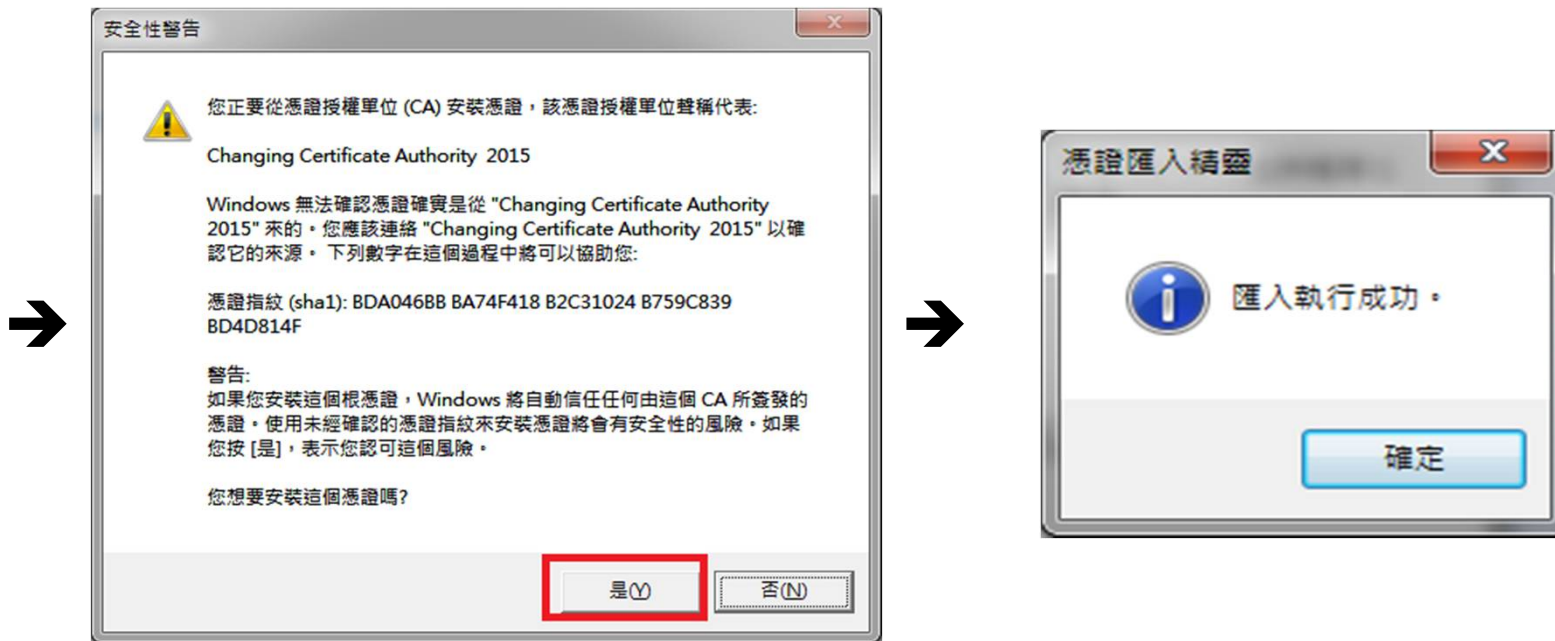 安全性警告
您正要從憑證授權單位 (CA) 安裝憑證，該憑證授權單位聲稱代表:
Changing Certificate Authority 2015
Windows 無法確認憑證確實是從 "Changing Certificate Authority
2015" 來的。您應該連絡 "Changing Certificate Authority 2015" 以確
認它的來源。 下列數字在這個過程中將可以協助您:
憑證指紋 (sha1): BDA046BB BA74F418 B2C31024 B759C839
BD4D814F
警告:
如果您安裝這個根憑證，Windows 將自動信任任何由這個 CA 所簽發的
憑證。使用未經確認的憑證指紋來安裝憑證將會有安全性的風險。如果
您按 [是]，表示您認可這個風險。
您想要安裝這個憑證嗎?
是(Y)
否(N)
憑證匯入精靈
匯入執行成功。
確定